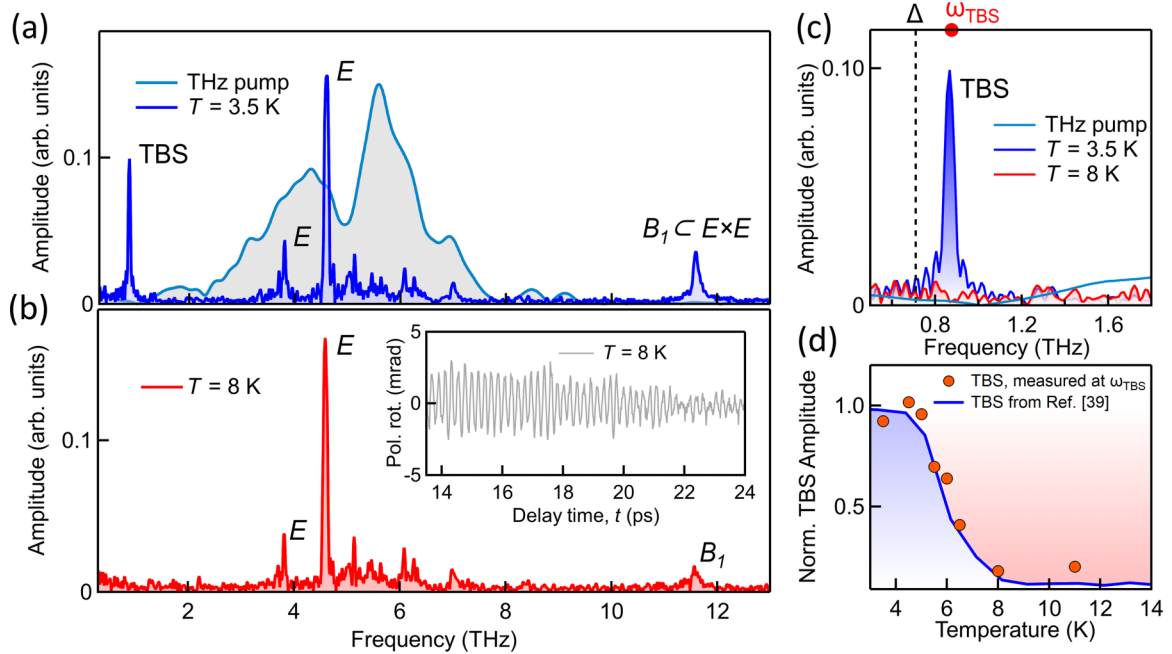 (a)
Amplitude (arb. units)
0.1
0
THz pump
T = 3.5 K
TBS
E
E
B₁ ⊂ E×E
(b)
Amplitude (arb. units)
0.1
0
T = 8 K
E
E
B₁
Pol. rot. (mrad)
5
0
-5
T = 8 K
14 16 18 20 22 24
Delay time, t (ps)
2 4 6 8 10 12
Frequency (THz)
(c)
Δ ω_TBS
Amplitude (arb. units)
0.10
0
TBS
THz pump
T = 3.5 K
T = 8 K
0.8 1.2 1.6
Frequency (THz)
(d)
Norm. TBS Amplitude
1.0
0.5
TBS, measured at ω_TBS
TBS from Ref. [39]
4 6 8 10 12 14
Temperature (K)